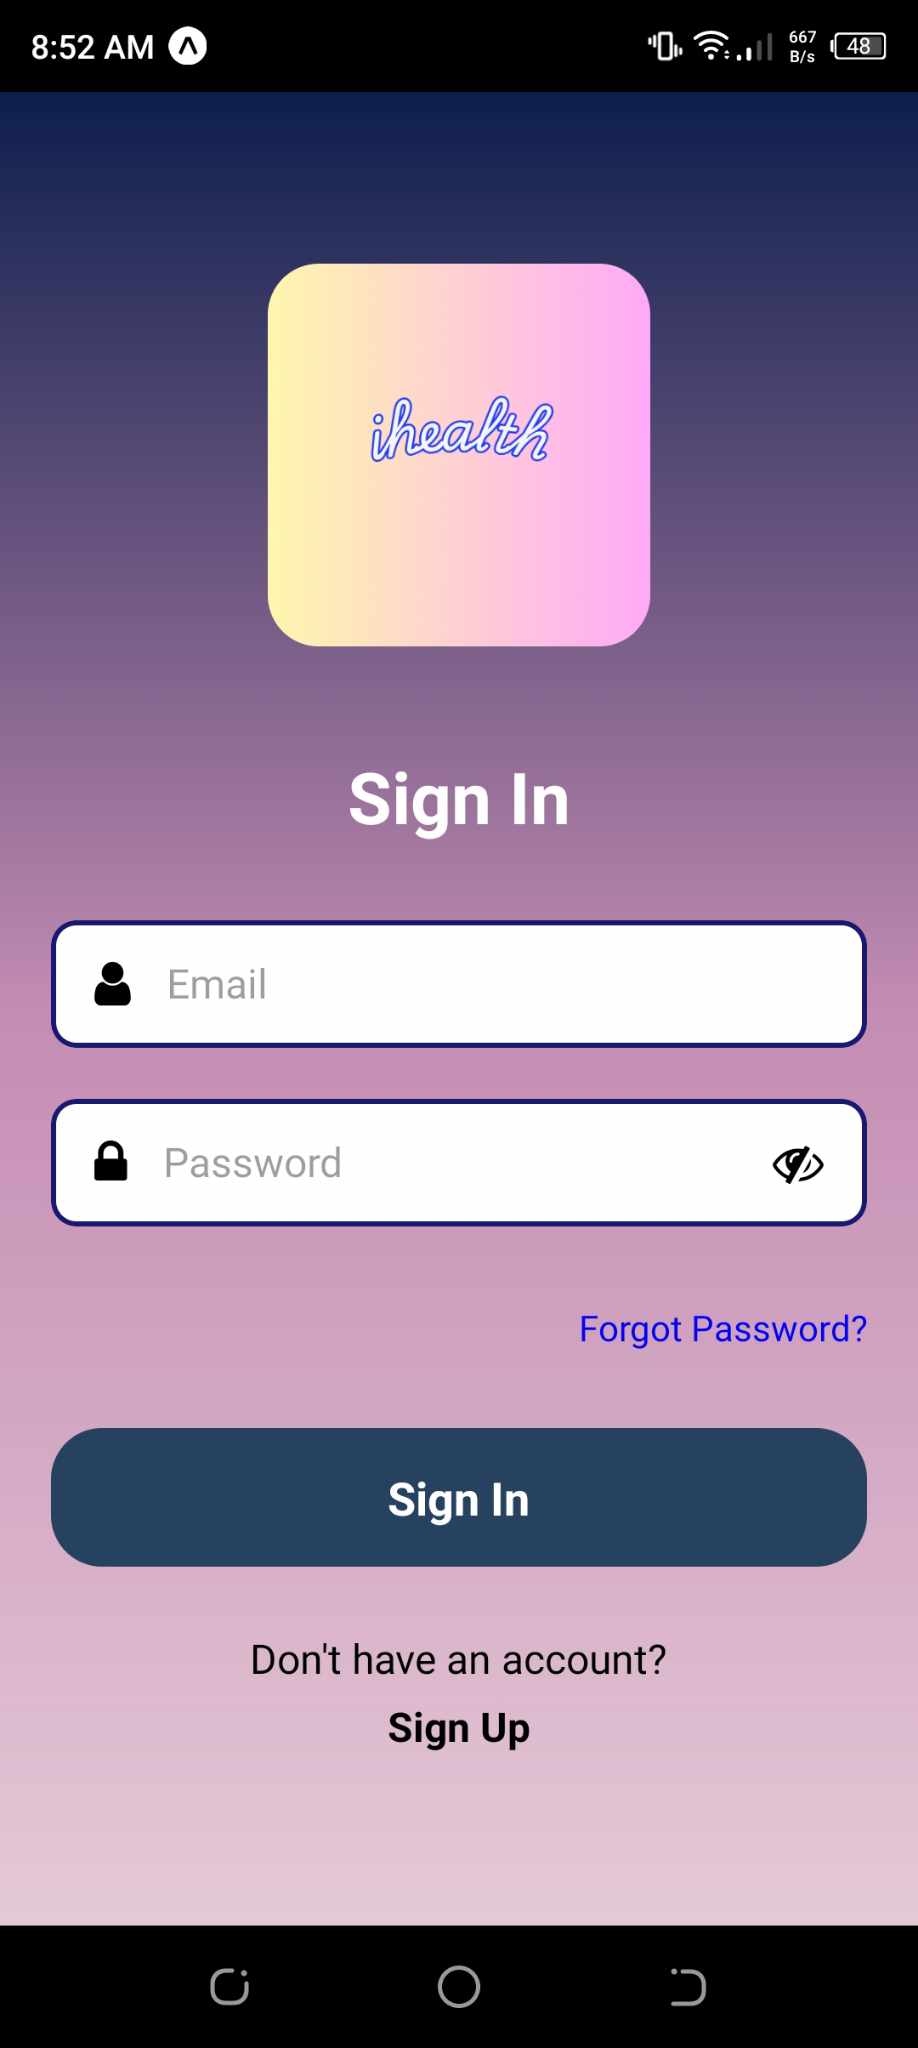 8:52 AM
667
B/s
48
ihealth
Sign In
Email
Password
Forgot Password?
Sign In
Don't have an account?
Sign Up